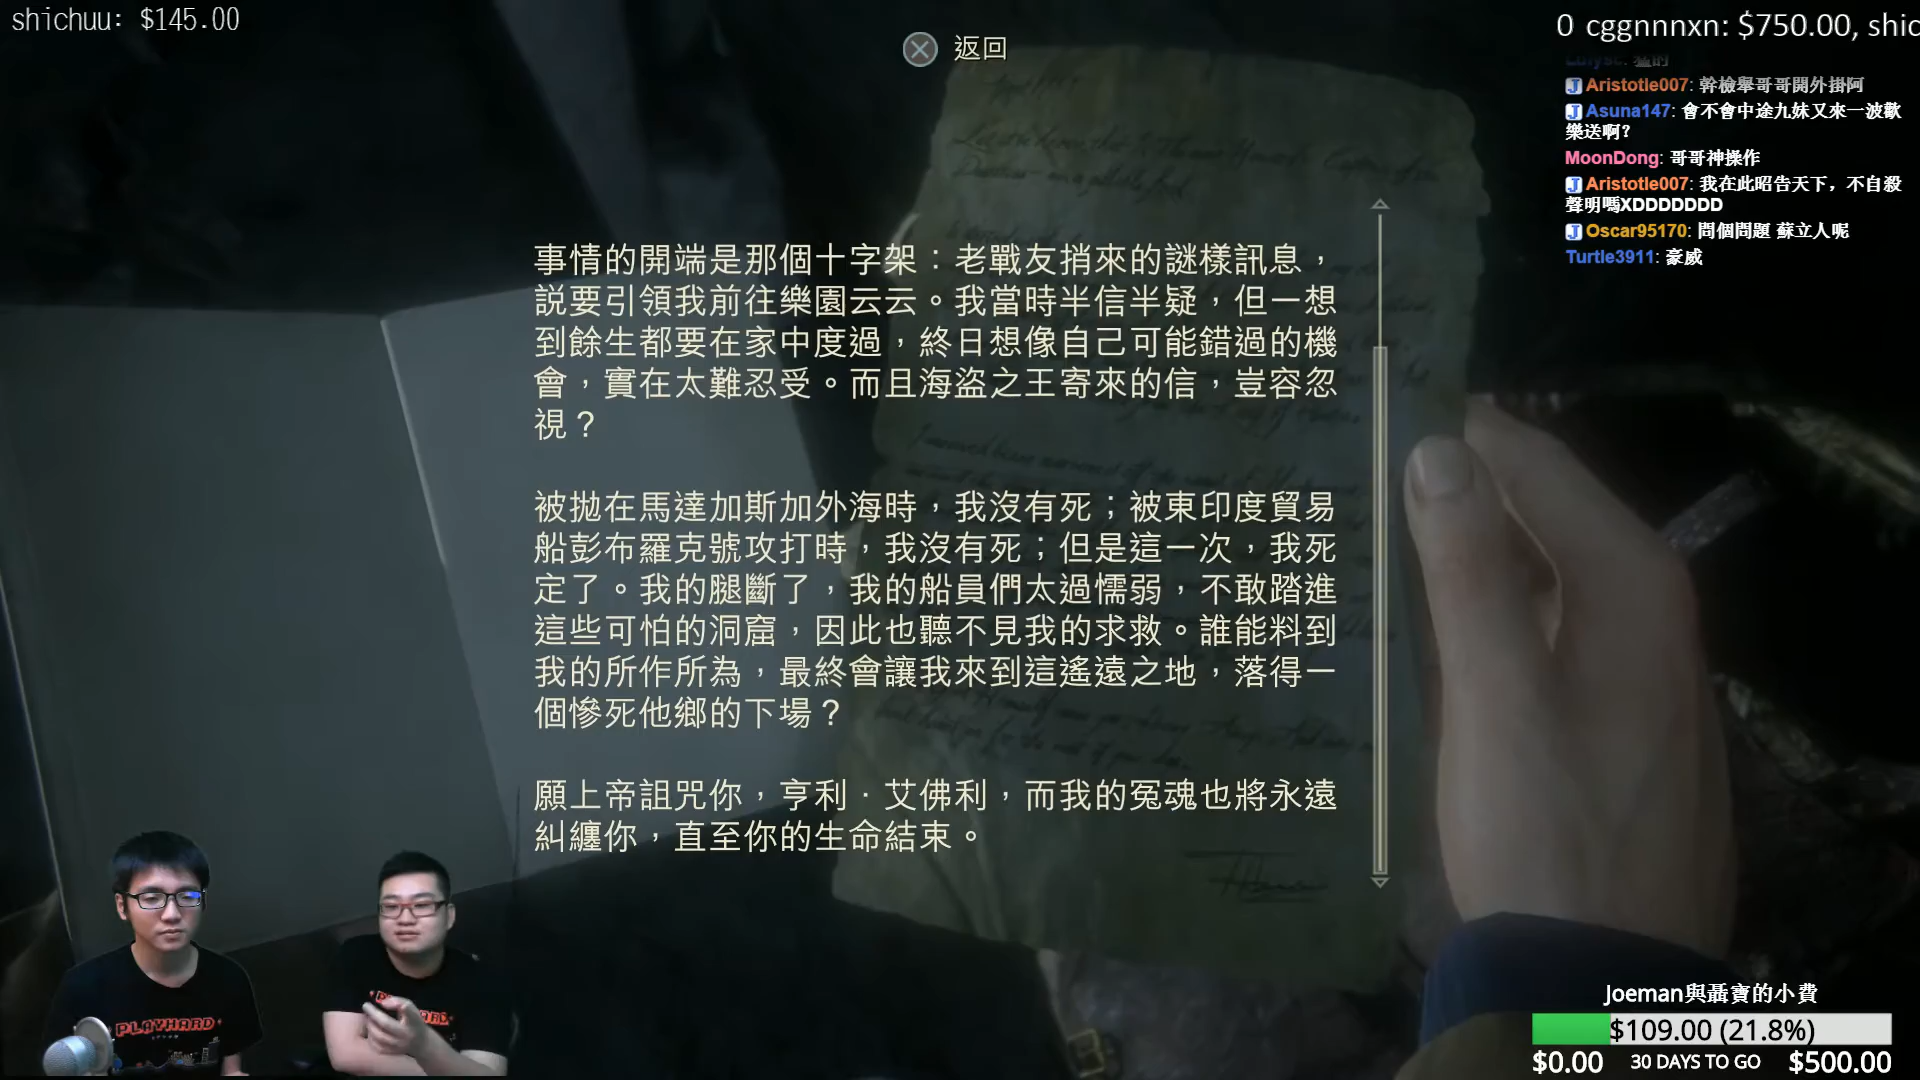 shichuu: $145.00
返回
0 cggnnnxn: $750.00, shic
Aristotle007: 幹檢舉哥哥開外掛阿
Asuna147: 會不會中途九妹又來一波歡
樂送啊?
MoonDong: 哥哥神操作
Aristotle007: 我在此昭告天下，不自殺
聲明嗎XDDDDDDD
Oscar95170: 問個問題 蘇立人呢
Turtle3911: 豪威
事情的開端是那個十字架：老戰友捎來的謎樣訊息，
説要引領我前往樂園云云。我當時半信半疑，但一想
到餘生都要在家中度過，終日想像自己可能錯過的機
會，實在太難忍受。而且海盜之王寄來的信，豈容忽
視？
被拋在馬達加斯加外海時，我沒有死；被東印度貿易
船彭布羅克號攻打時，我沒有死；但是這一次，我死
定了。我的腿斷了，我的船員們太過懦弱，不敢踏進
這些可怕的洞窟，因此也聽不見我的求救。誰能料到
我的所作所為，最終會讓我來到這遙遠之地，落得一
個慘死他鄉的下場？
願上帝詛咒你，亨利．艾佛利，而我的冤魂也將永遠
糾纏你，直至你的生命結束。
PLAYHARD
Joeman與聶寶的小費
$109.00 (21.8%)
$0.00 30 DAYS TO GO $500.00